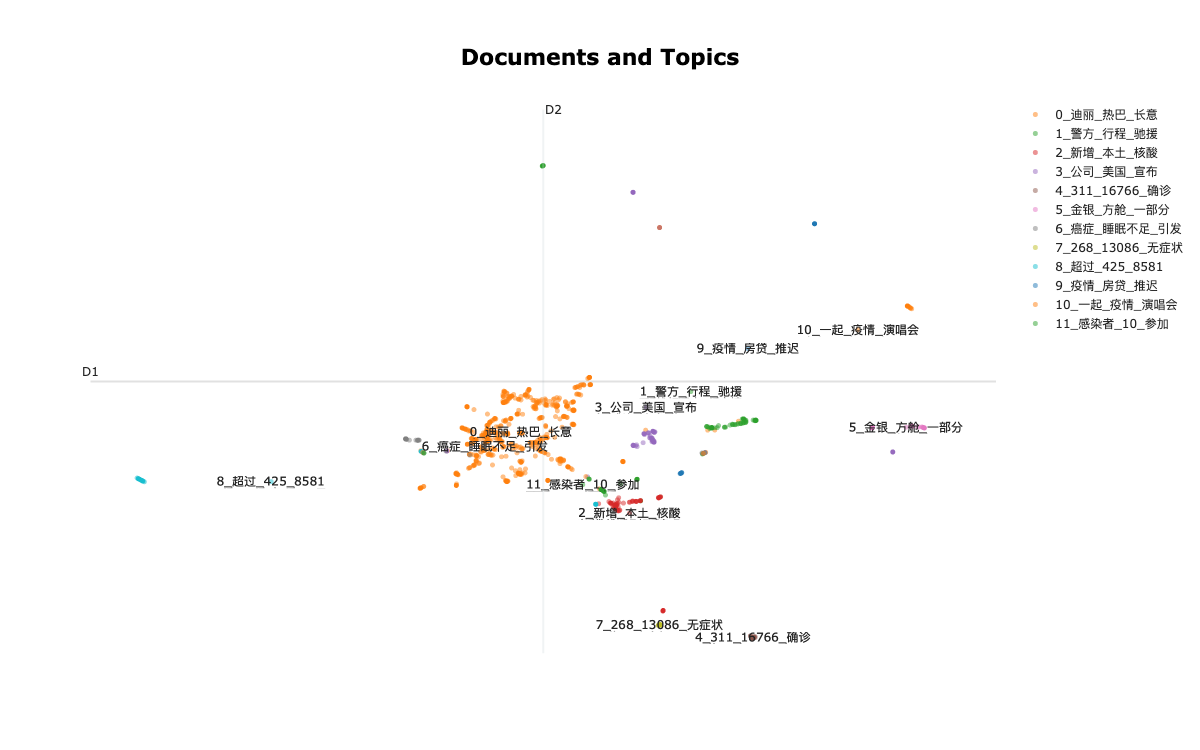 Documents and Topics
D2
0_迪丽_热巴_长意
1_警方_行程_驰援
2_新增_本土_核酸
3_公司_美国_宣布
4_311_16766_确诊
5_金银_方舱_一部分
6_癌症_睡眠不足_引发
7_268_13086_无症状
8_超过_425_8581
9_疫情_房贷_推迟
10_一起_疫情_演唱会
11_感染者_10_参加
10_一起_疫情_演唱会
9_疫情_房贷_推迟
D1
1_警方_行程_驰援
3_公司_美国_宣布
5_金银_方舱_一部分
0_迪丽_热巴_长意
6_癌症_睡眠不足_引发
8_超过_425_8581
11_感染者_10_参加
2_新增_本土_核酸
7_268_13086_无症状
4_311_16766_确诊